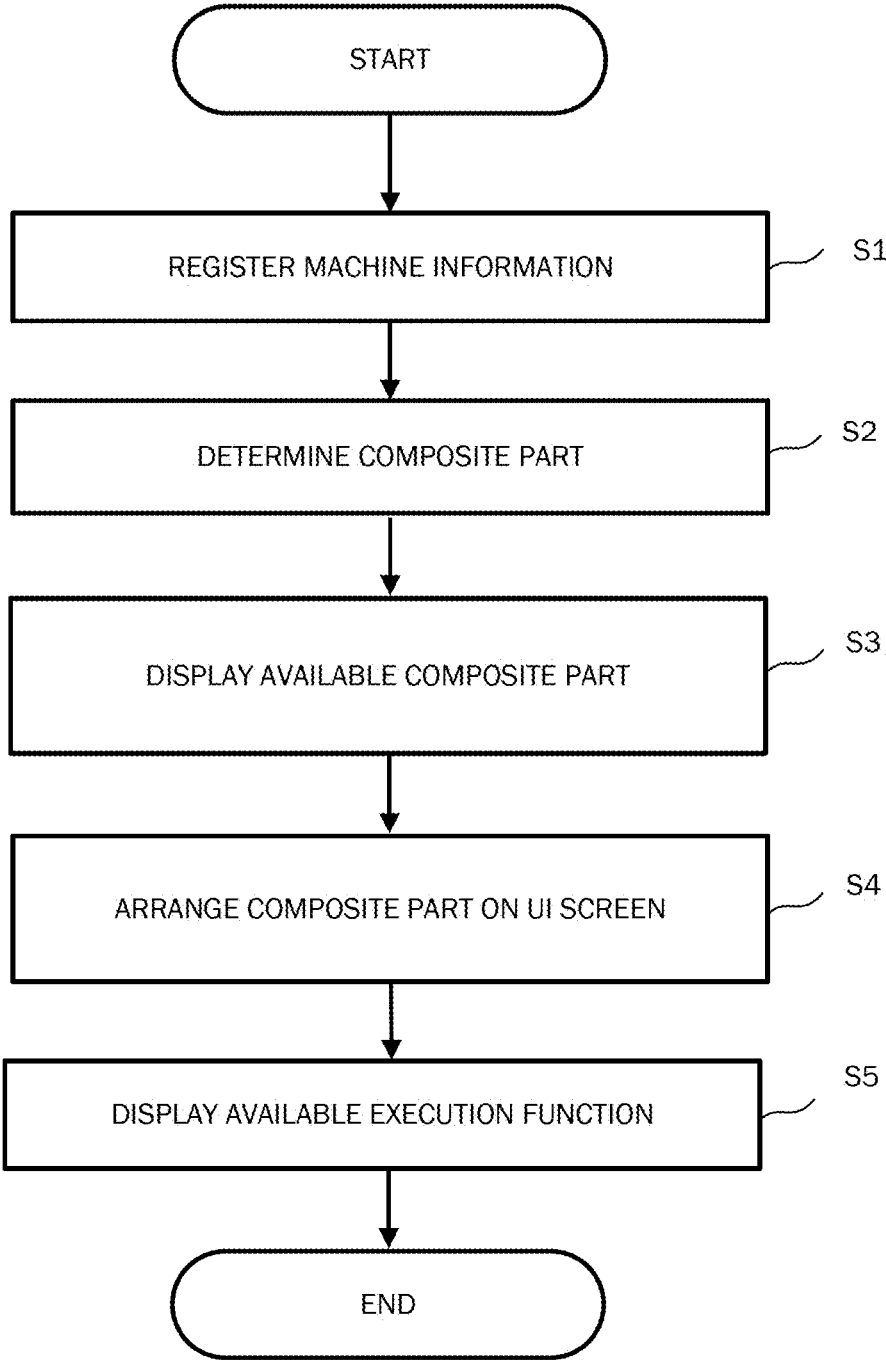 START
REGISTER MACHINE INFORMATION
S1
DETERMINE COMPOSITE PART
S2
DISPLAY AVAILABLE COMPOSITE PART
S3
ARRANGE COMPOSITE PART ON UI SCREEN
S4
DISPLAY AVAILABLE EXECUTION FUNCTION
S5
END